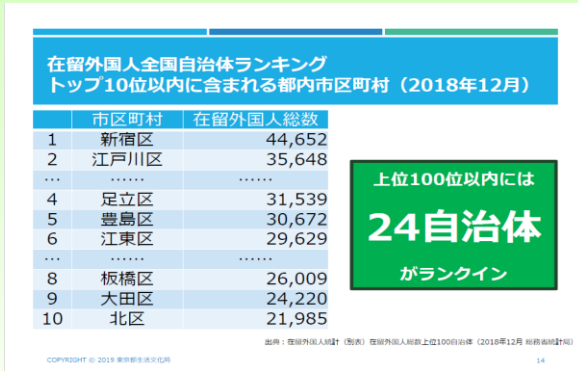 在留外国人全国自治体ランキング
トップ10位以内に含まれる都内市区町村（2018年12月）
市区町村 在留外国人総数
1 新宿区 44,652
2 江戸川区 35,648
… …… ……
4 足立区 31,539
5 豊島区 30,672
6 江東区 29,629
… …… ……
8 板橋区 26,009
9 大田区 24,220
10 北区 21,985
上位100位以内には
24自治体
がランクイン
出典：在留外国人統計（別表）在留外国人総数上位100自治体（2018年12月 総務省統計局）
COPYRIGHT © 2019 東京都生活文化局
14